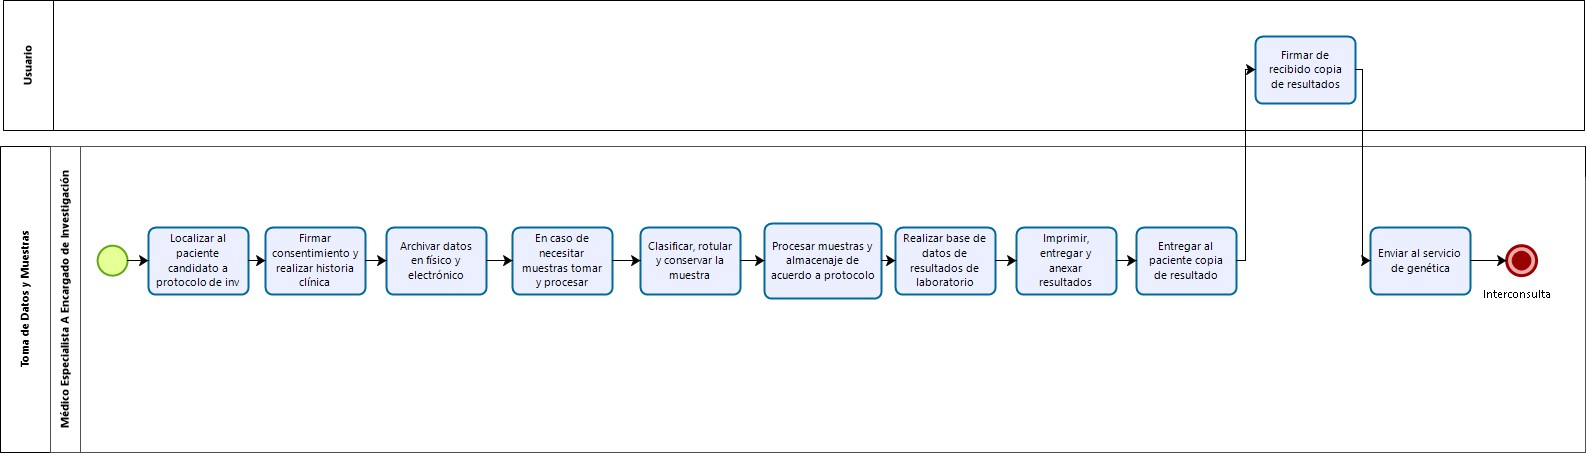 Usuario
Firmar de
recibido copia
de resultados
Toma de Datos y Muestras
Médico Especialista A Encargado de Investigación
Localizar al
paciente
candidato a
protocolo de inv
Firmar
consentimiento y
realizar historia
clínica
Archivar datos
en físico y
electrónico
En caso de
necesitar
muestras tomar
y procesar
Clasificar, rotular
y conservar la
muestra
Procesar muestras y
almacenaje de
acuerdo a protocolo
Realizar base de
datos de
resultados de
laboratorio
Imprimir,
entregar y
anexar
resultados
Entregar al
paciente copia
de resultado
Enviar al servicio
de genética
Interconsulta